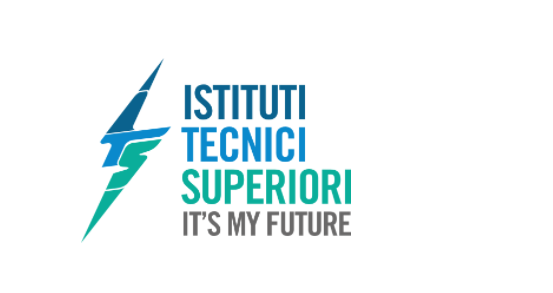 ISTITUTI
TECNICI
SUPERIORI
IT'S MY FUTURE